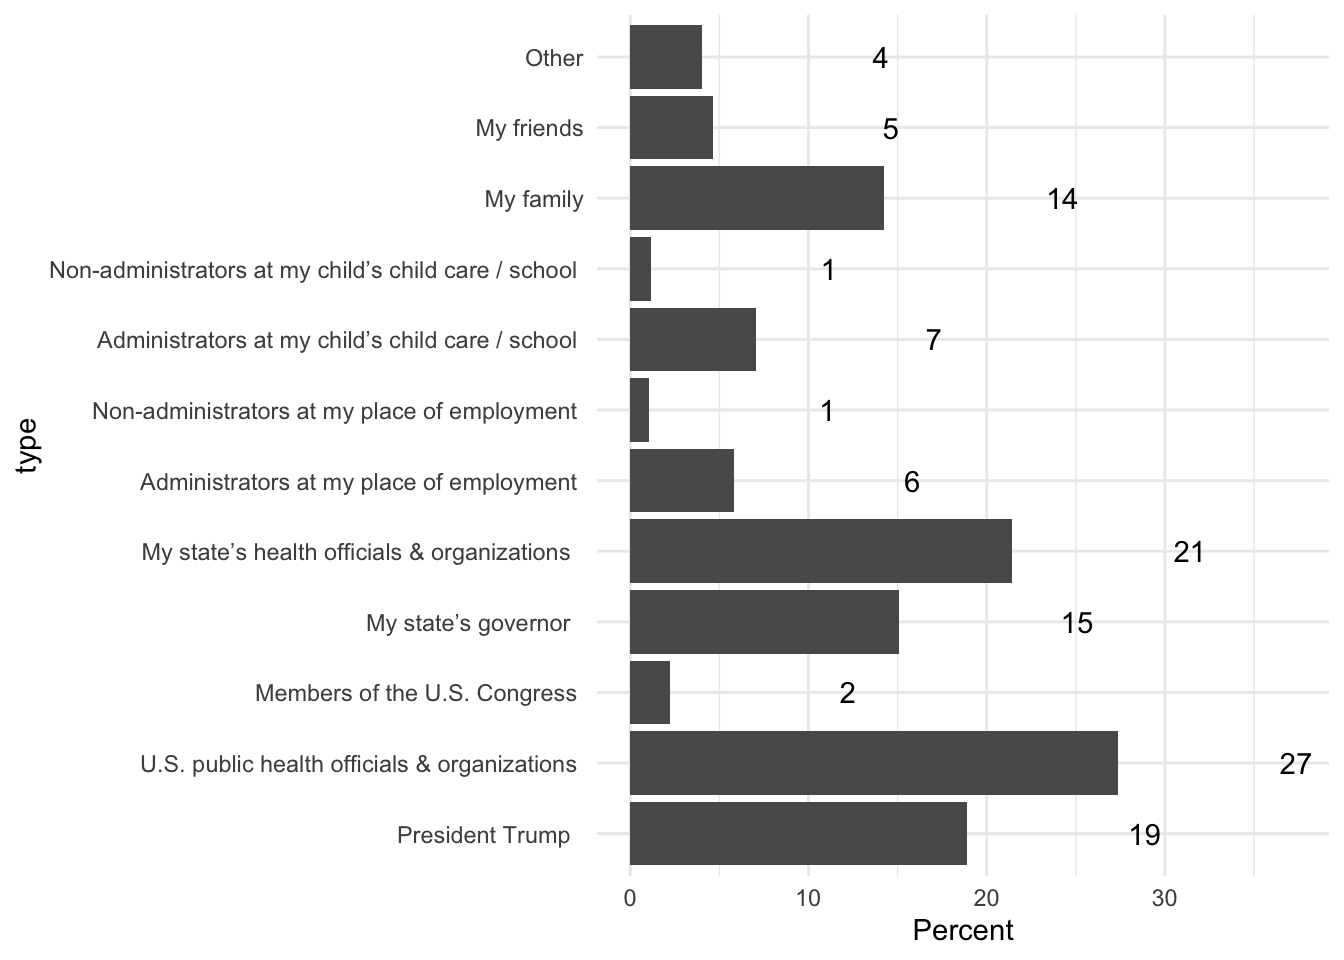 Other 4
My friends 5
My family 14
Non-administrators at my child’s child care / school 1
Administrators at my child’s child care / school 7
Non-administrators at my place of employment 1
Administrators at my place of employment 6
My state’s health officials & organizations 21
My state’s governor 15
Members of the U.S. Congress 2
U.S. public health officials & organizations 27
President Trump 19
type
0 10 20 30
Percent